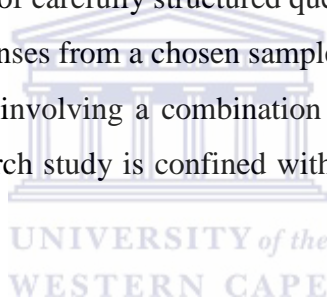 of carefully structured que
nses from a chosen sample
involving a combination
rch study is confined with
UNIVERSITY of the
WESTERN CAPE